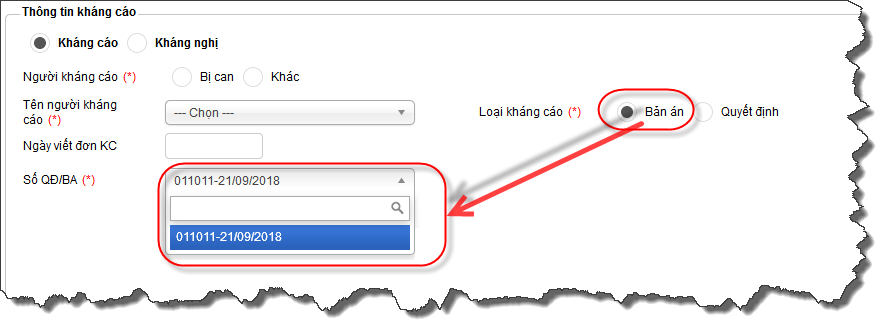 Thông tin kháng cáo
Kháng cáo Kháng nghị
Người kháng cáo (*) Bị can Khác
Tên người kháng cáo (*) --- Chọn --- Loại kháng cáo (*) Bản án Quyết định
Ngày viết đơn KC
Số QĐ/BA (*) 011011-21/09/2018
011011-21/09/2018